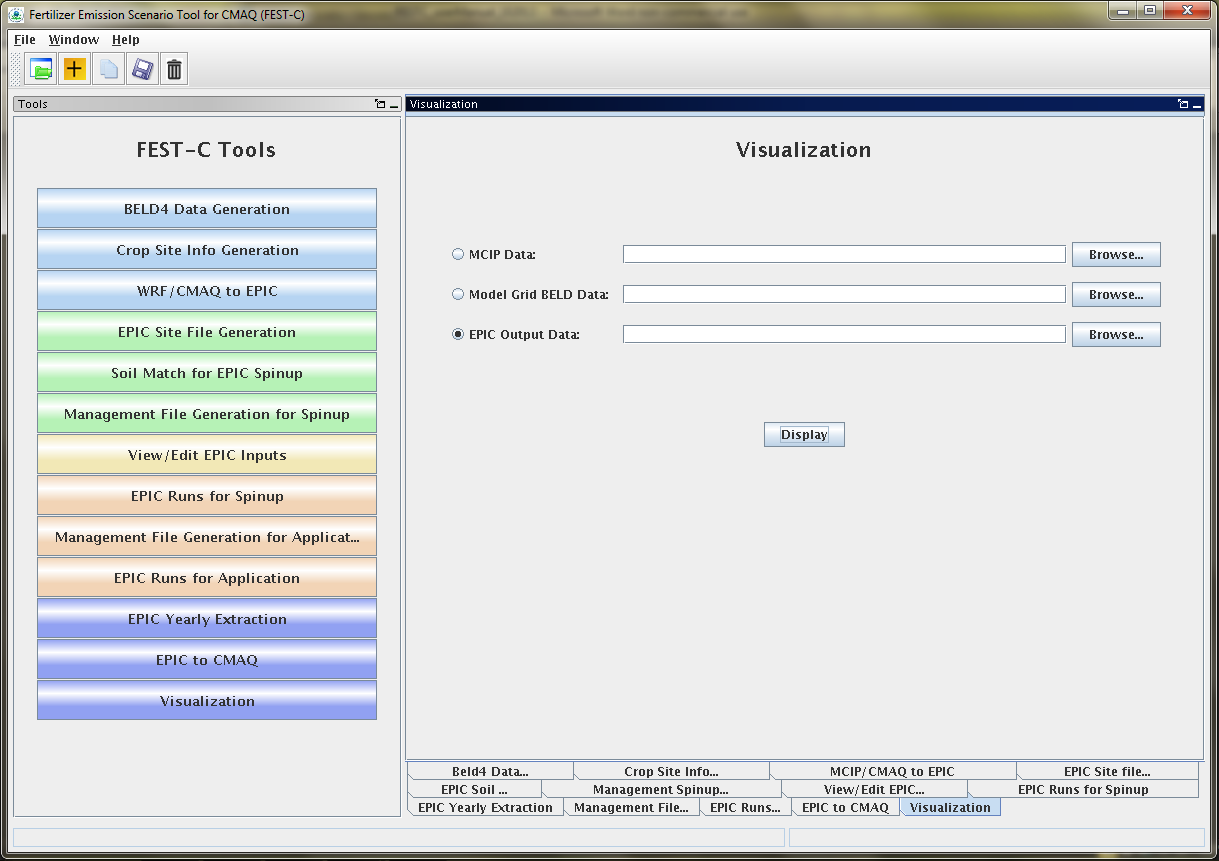 Fertilizer Emission Scenario Tool for CMAQ (FEST-C)
File Window Help
Tools
FEST-C Tools
BELD4 Data Generation
Crop Site Info Generation
WRF/CMAQ to EPIC
EPIC Site File Generation
Soil Match for EPIC Spinup
Management File Generation for Spinup
View/Edit EPIC Inputs
EPIC Runs for Spinup
Management File Generation for Applicat...
EPIC Runs for Application
EPIC Yearly Extraction
EPIC to CMAQ
Visualization
Visualization
Visualization
MCIP Data: Browse...
Model Grid BELD Data: Browse...
EPIC Output Data: Browse...
Display
Beld4 Data... Crop Site Info... MCIP/CMAQ to EPIC EPIC Site file...
EPIC Soil ... Management Spinup... View/Edit EPIC... EPIC Runs for Spinup
EPIC Yearly Extraction Management File... EPIC Runs... EPIC to CMAQ Visualization